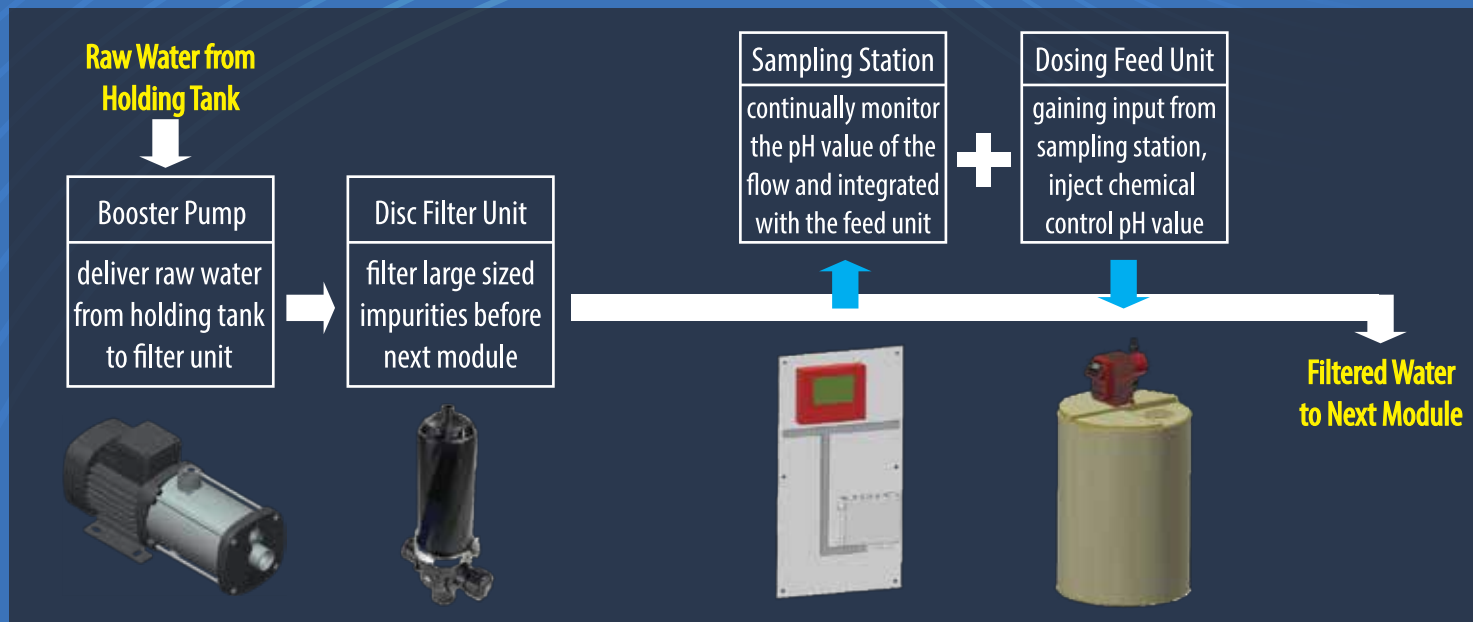 Raw Water from
Holding Tank
Booster Pump
deliver raw water
from holding tank
to filter unit
Disc Filter Unit
filter large sized
impurities before
next module
Sampling Station
continually monitor
the pH value of the
flow and integrated
with the feed unit
Dosing Feed Unit
gaining input from
sampling station,
inject chemical
control pH value
Filtered Water
to Next Module